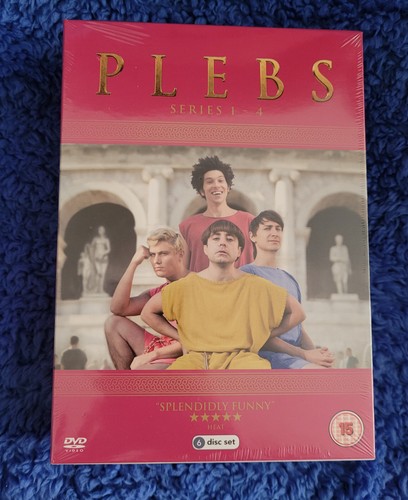 PLEBS
SERIES 1 - 4
"SPLENDIDLY FUNNY"
★★★★★
HEAT
6 disc set
DVD
VIDEO
15